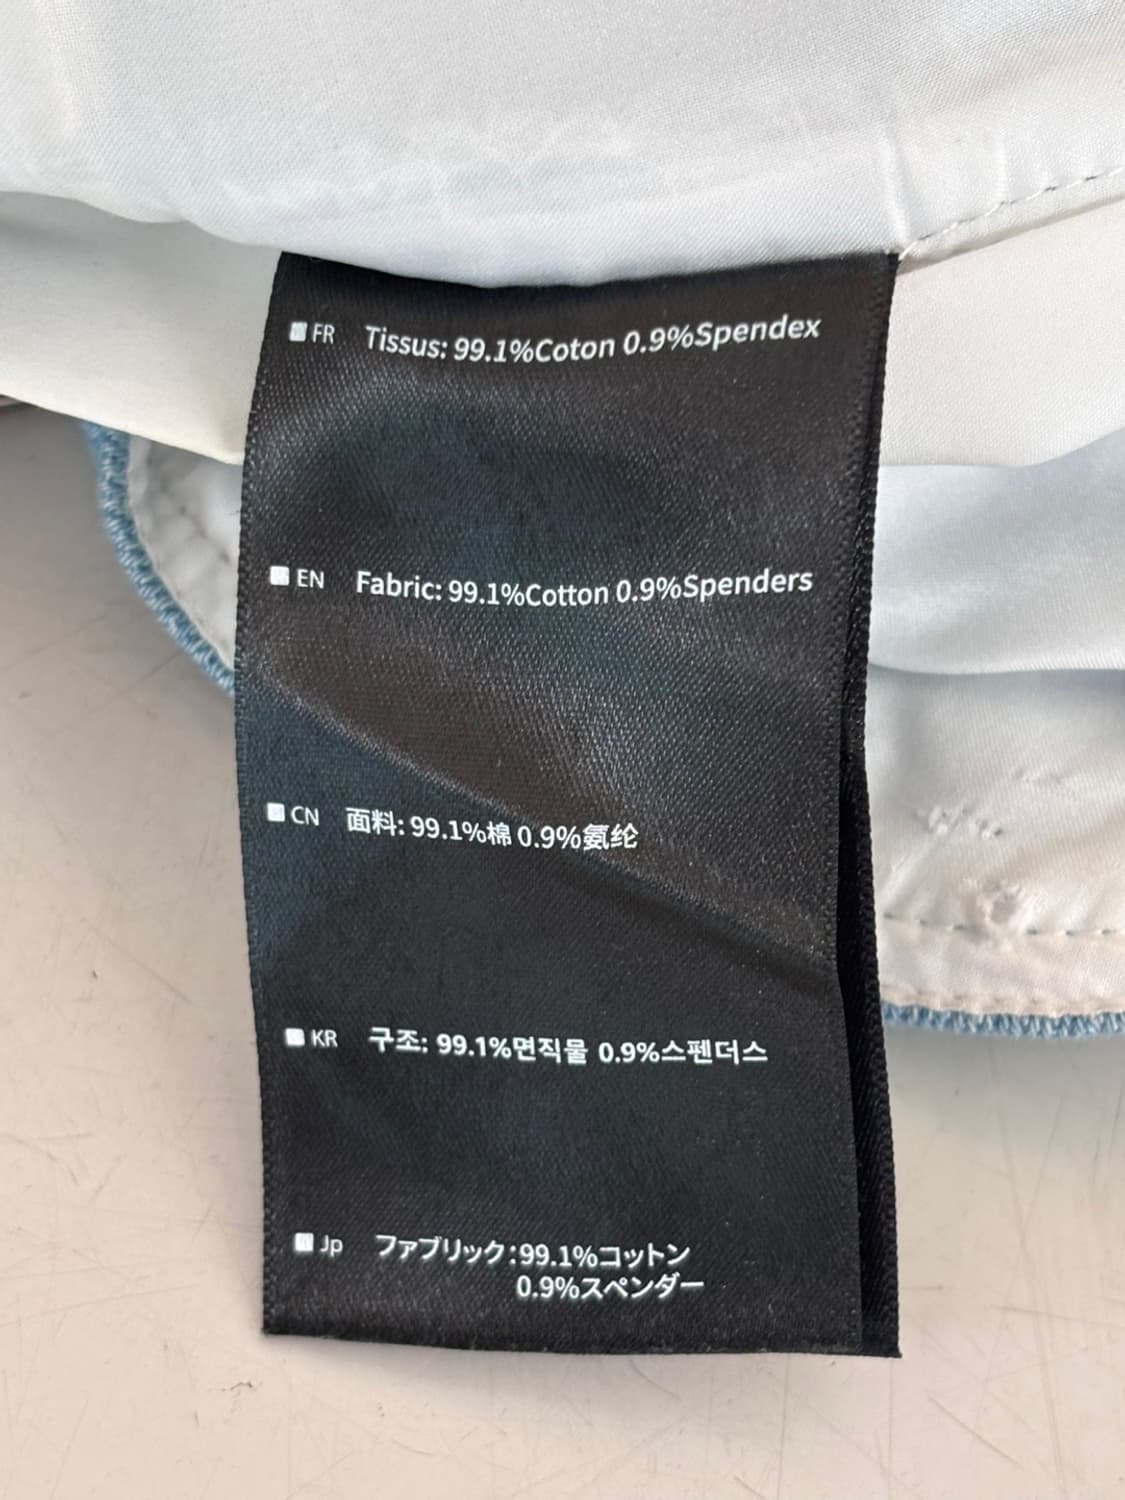 FR Tissus: 99.1%Coton 0.9%Spendex
EN Fabric: 99.1%Cotton 0.9%Spenders
CN 面料: 99.1%棉 0.9%氨纶
KR 구조: 99.1%면직물 0.9%스펜더스
Jp ファブリック:99.1%コットン
0.9%スペンダー